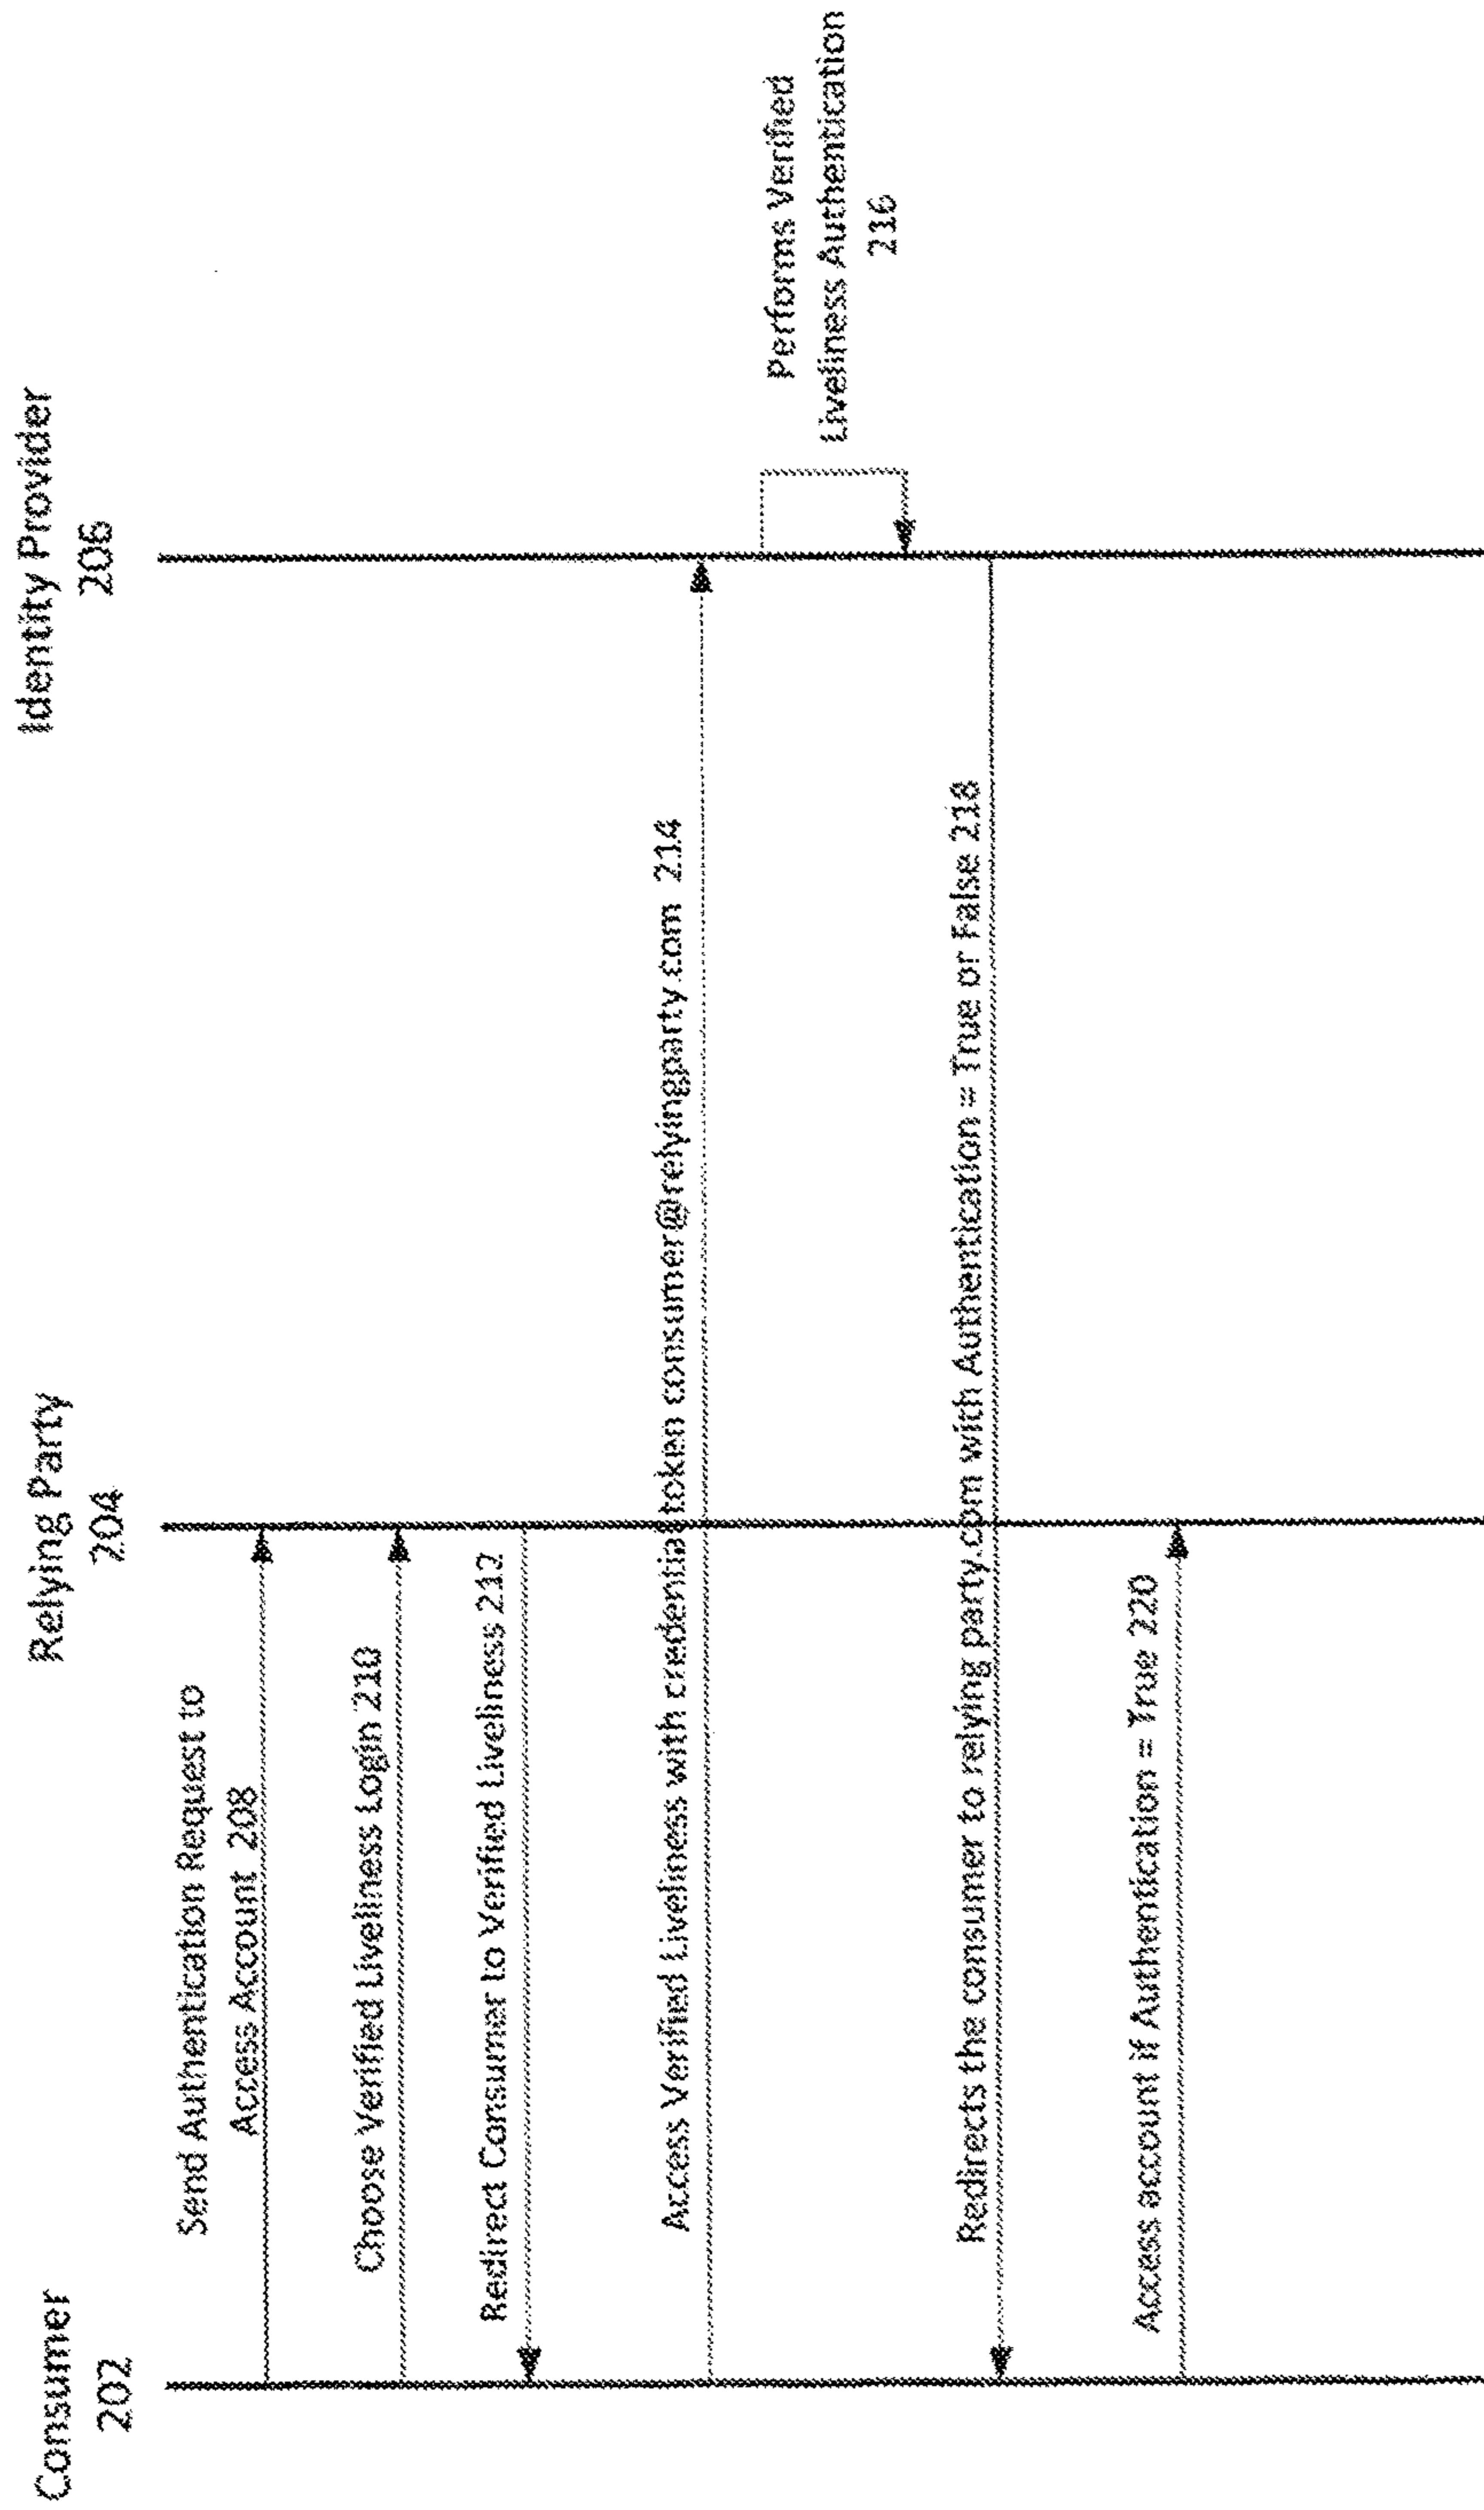 Consumer
202
Relying Party
204
Identity Provider
206
Send Authentication Request to
Access Account 208
Choose Verified Liveliness Login 210
Redirect Consumer to Verified Liveliness 212
Access Verified Liveliness with credential token consumer@relyingparty.com 214
Performs Verified
Liveliness Authentication
216
Redirects the consumer to relying party.com with Authentication = True or False 218
Access account if Authentication = True 220